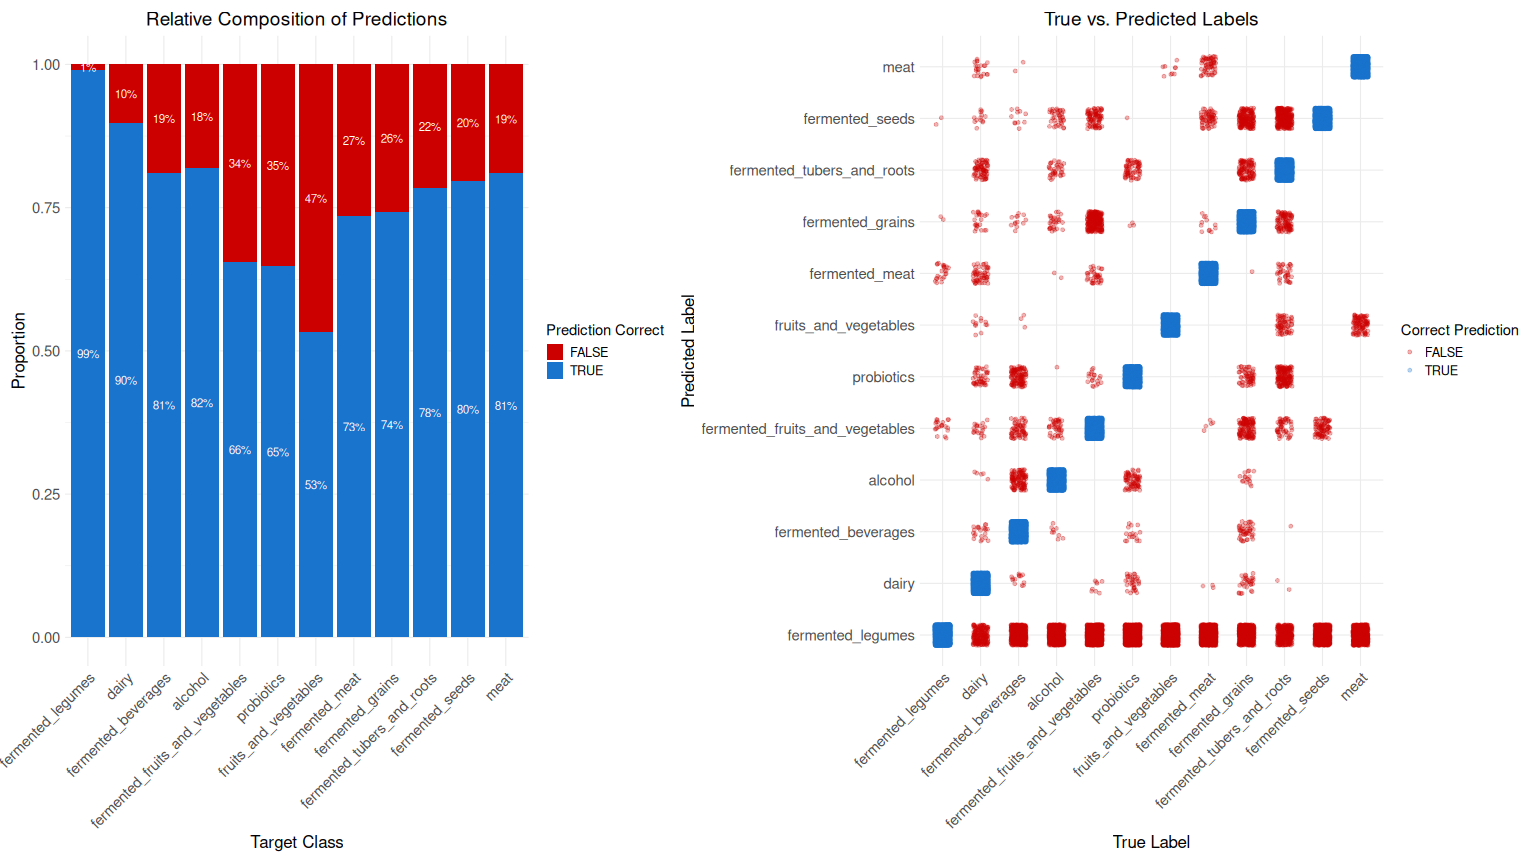 Relative Composition of Predictions
Proportion
1.00
0.75
0.50
0.25
0.00
1%
10%
19%
18%
34%
35%
47%
27%
26%
22%
20%
19%
99%
90%
81%
82%
66%
65%
53%
73%
74%
78%
80%
81%
fermented_legumes
dairy
fermented_beverages
alcohol
fermented_fruits_and_vegetables
probiotics
fruits_and_vegetables
fermented_meat
fermented_grains
fermented_tubers_and_roots
fermented_seeds
meat
Target Class
Prediction Correct
FALSE
TRUE
True vs. Predicted Labels
Predicted Label
meat
fermented_seeds
fermented_tubers_and_roots
fermented_grains
fermented_meat
fruits_and_vegetables
probiotics
fermented_fruits_and_vegetables
alcohol
fermented_beverages
dairy
fermented_legumes
fermented_legumes
dairy
fermented_beverages
alcohol
fermented_fruits_and_vegetables
probiotics
fruits_and_vegetables
fermented_meat
fermented_grains
fermented_tubers_and_roots
fermented_seeds
meat
True Label
Correct Prediction
FALSE
TRUE